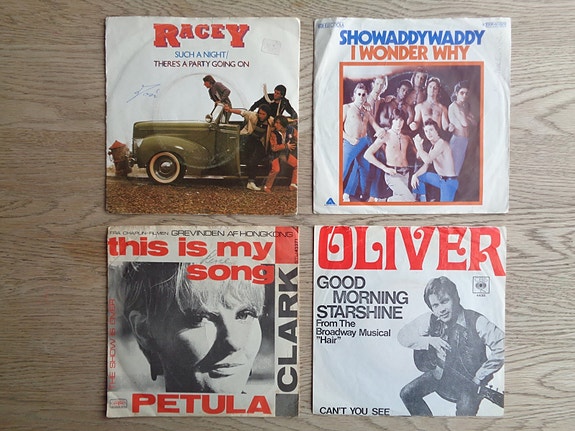 RACEY
SUCH A NIGHT/
THERE'S A PARTY GOING ON
SHOWADDYWADDY
I WONDER WHY
FRA CHAPLIN-FILMEN: GREVINDEN AF HONGKONG
this is my
song
PETULA
CLARK
OLIVER
GOOD
MORNING
STARSHINE
From The
Broadway Musical
"Hair"
CBS
CAN'T YOU SEE